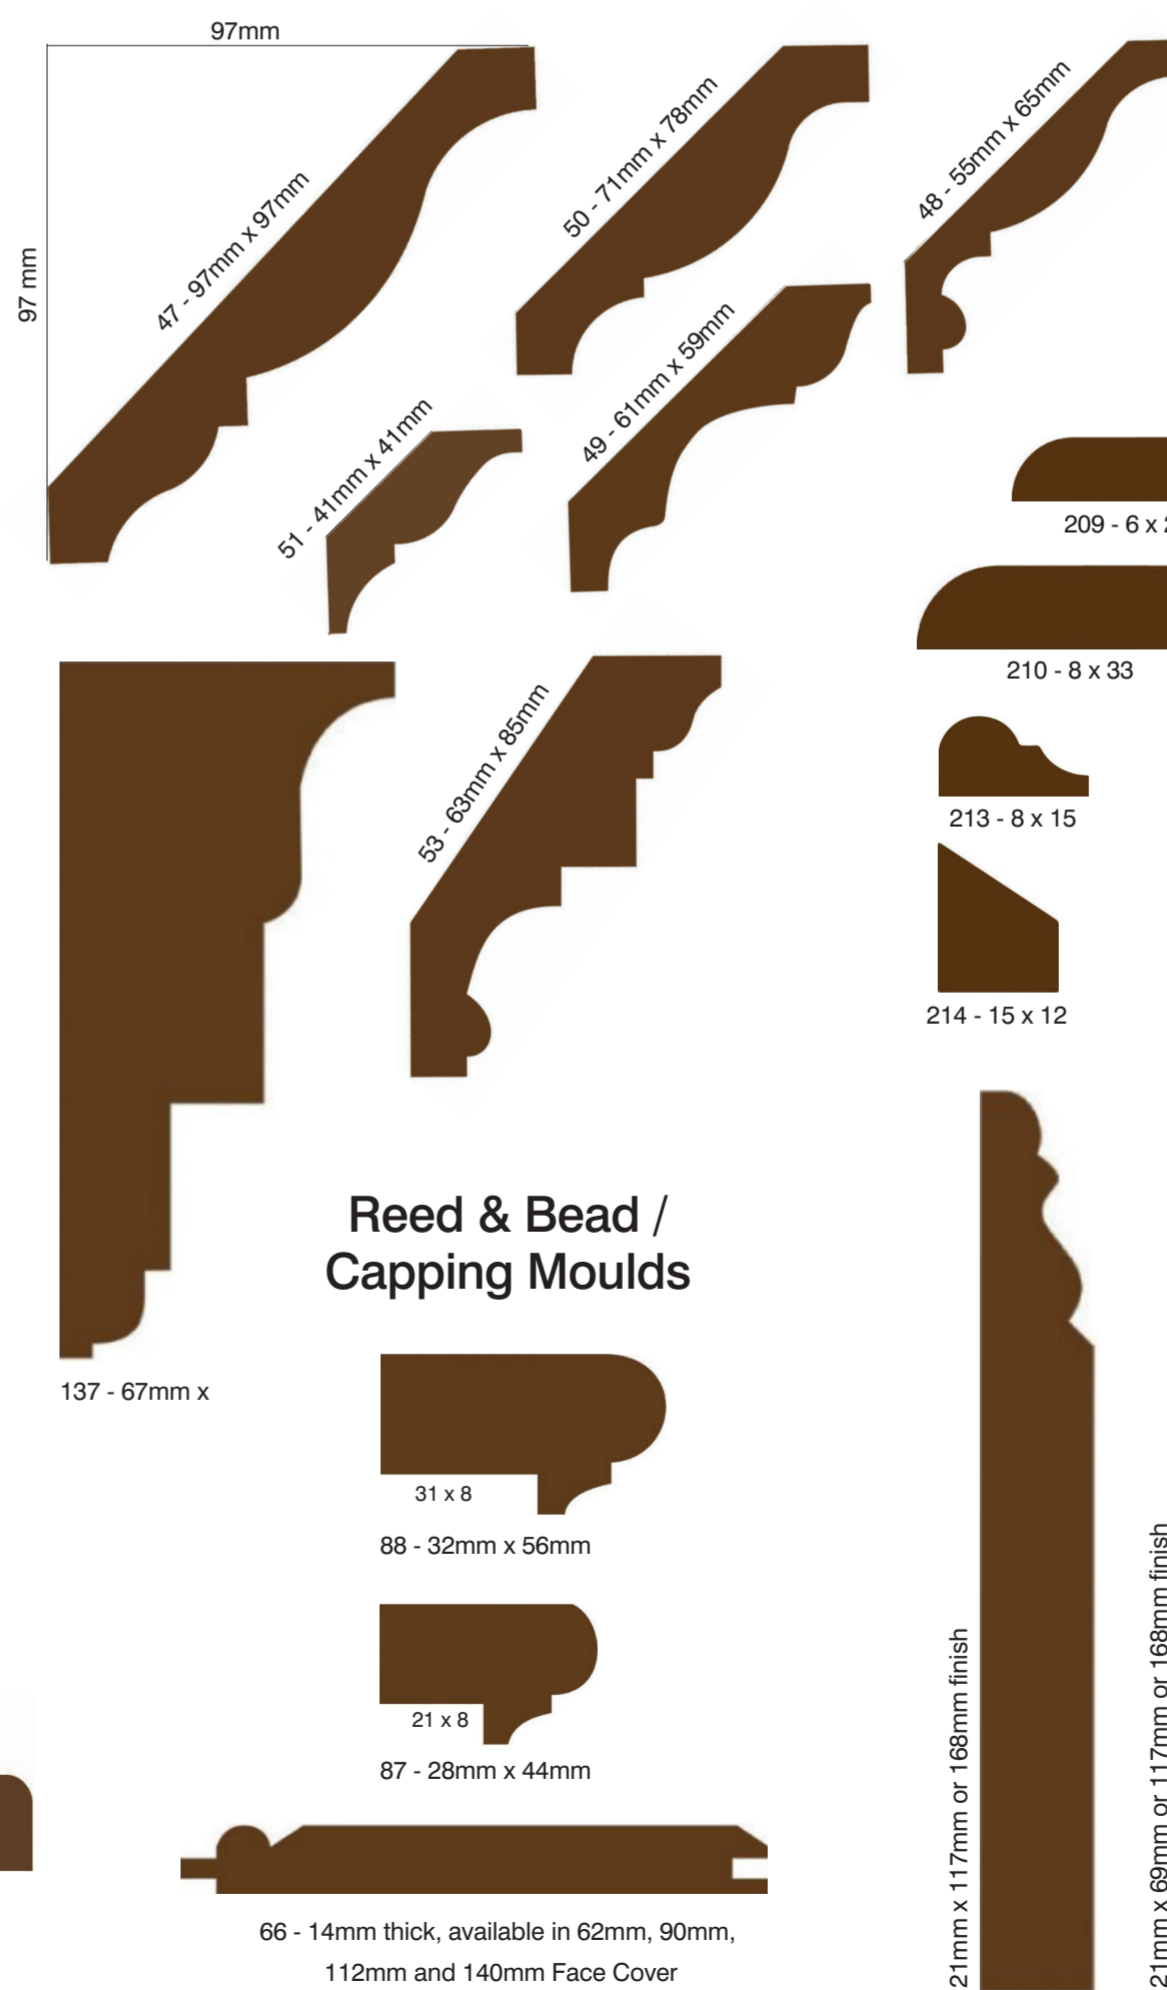 97mm
97 mm
47 - 97mm x 97mm
50 - 71mm x 78mm
48 - 55mm x 65mm
49 - 61mm x 59mm
51 - 41mm x 41mm
209 - 6 x
210 - 8 x 33
53 - 63mm x 85mm
213 - 8 x 15
214 - 15 x 12
137 - 67mm x
Reed & Bead /
Capping Moulds
31 x 8
88 - 32mm x 56mm
21 x 8
87 - 28mm x 44mm
66 - 14mm thick, available in 62mm, 90mm,
112mm and 140mm Face Cover
21mm x 117mm or 168mm finish
21mm x 69mm or 117mm or 168mm finish